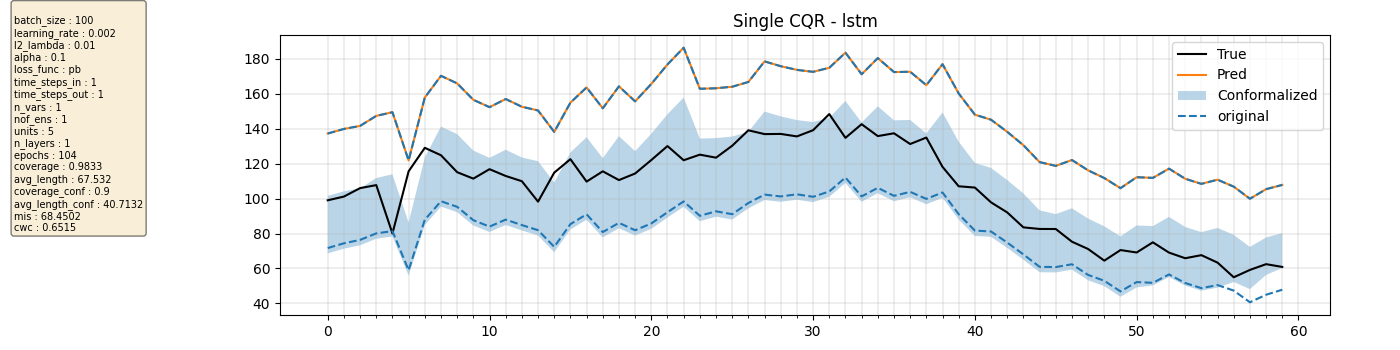 batch_size : 100
learning_rate : 0.002
l2_lambda : 0.01
alpha : 0.1
loss_func : pb
time_steps_in : 1
time_steps_out : 1
n_vars : 1
nof_ens : 1
units : 5
n_layers : 1
epochs : 104
coverage : 0.9833
avg_length : 67.532
coverage_conf : 0.9
avg_length_conf : 40.7132
mis : 68.4502
cwc : 0.6515
Single CQR - lstm
True
Pred
Conformalized
original
180
160
140
120
100
80
60
40
0 10 20 30 40 50 60